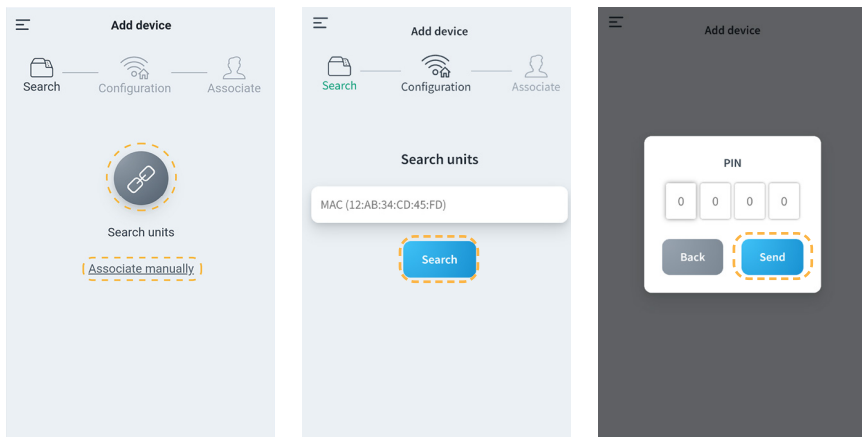 Add device
Search Configuration Associate
Search units
Associate manually
Add device
Search Configuration Associate
Search units
MAC (12:AB:34:CD:45:FD)
Search
Add device
PIN
0 0 0 0
Back Send